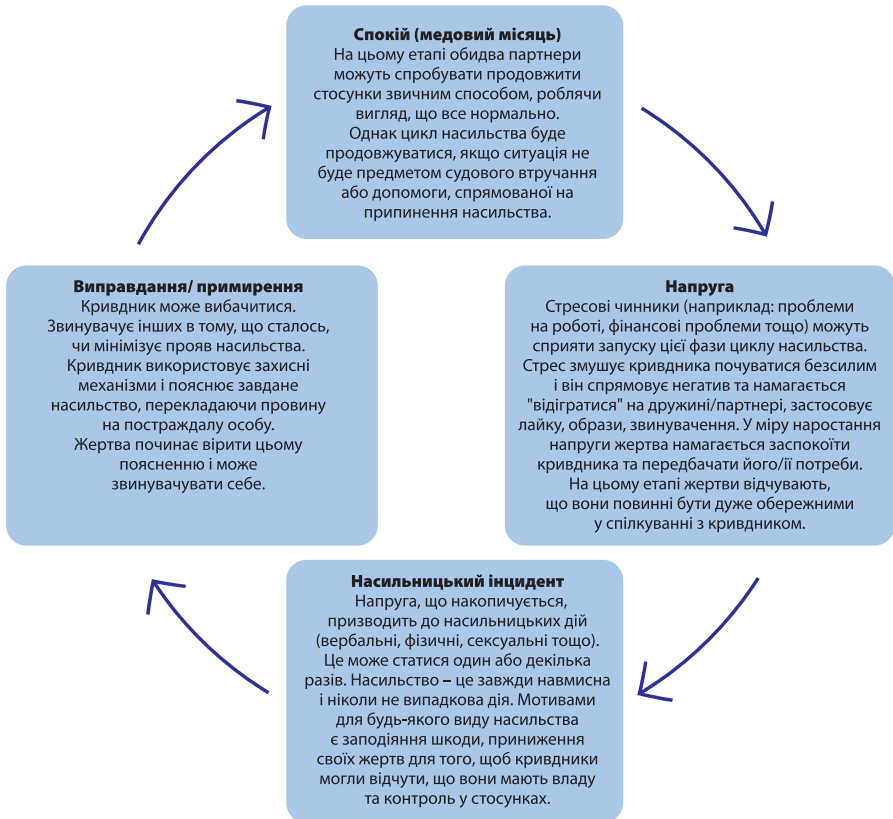 Спокій (медовий місяць)
На цьому етапі обидва партнери
можуть спробувати продовжити
стосунки звичним способом, роблячи
вигляд, що все нормально.
Однак цикл насильства буде
продовжуватися, якщо ситуація не
буде предметом судового втручання
або допомоги, спрямованої на
припинення насильства.
Виправдання/ примирення
Кривдник може вибачитися.
Звинувачує інших в тому, що сталось,
чи мінімізує прояв насильства.
Кривдник використовує захисні
механізми і пояснює завдане
насильство, перекладаючи провину
на постраждалу особу.
Жертва починає вірити цьому
поясненню і може
звинувачувати себе.
Напруга
Стресові чинники (наприклад: проблеми
на роботі, фінансові проблеми тощо) можуть
сприяти запуску цієї фази циклу насильства.
Стрес змушує кривдника почуватися безсилим
і він спрямовує негатив та намагається
"відігратися" на дружині/партнері, застосовує
лайку, образи, звинувачення. У міру наростання
напруги жертва намагається заспокоїти
кривдника та передбачати його/її потреби.
На цьому етапі жертви відчувають,
що вони повинні бути дуже обережними
у спілкуванні з кривдником.
Насильницький інцидент
Напруга, що накопичується,
призводить до насильницьких дій
(вербальні, фізичні, сексуальні тощо).
Це може статися один або декілька
разів. Насильство – це завжди навмисна
і ніколи не випадкова дія. Мотивами
для будь-якого виду насильства
є заподіяння шкоди, приниження
своїх жертв для того, щоб кривдники
могли відчути, що вони мають владу
та контроль у стосунках.